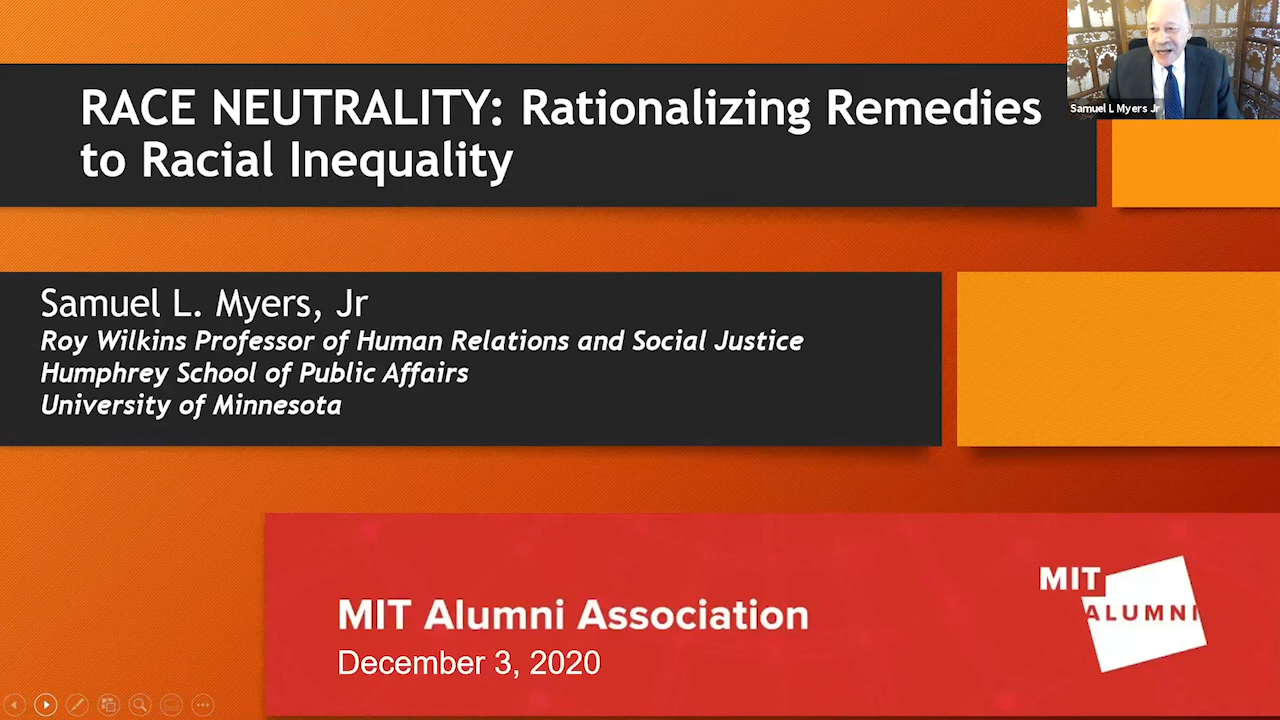 RACE NEUTRALITY: Rationalizing Remedies
to Racial Inequality
Samuel L Myers Jr
Samuel L. Myers, Jr
Roy Wilkins Professor of Human Relations and Social Justice
Humphrey School of Public Affairs
University of Minnesota
MIT
ALUMNI
MIT Alumni Association
December 3, 2020